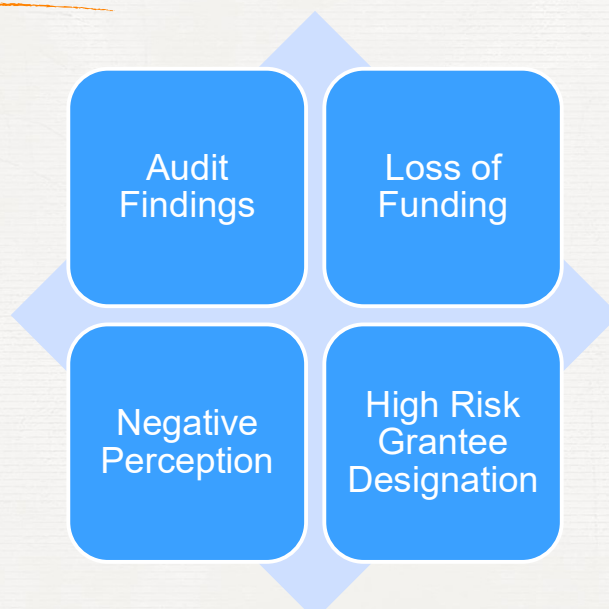 Audit
Findings
Loss of
Funding
Negative
Perception
High Risk
Grantee
Designation